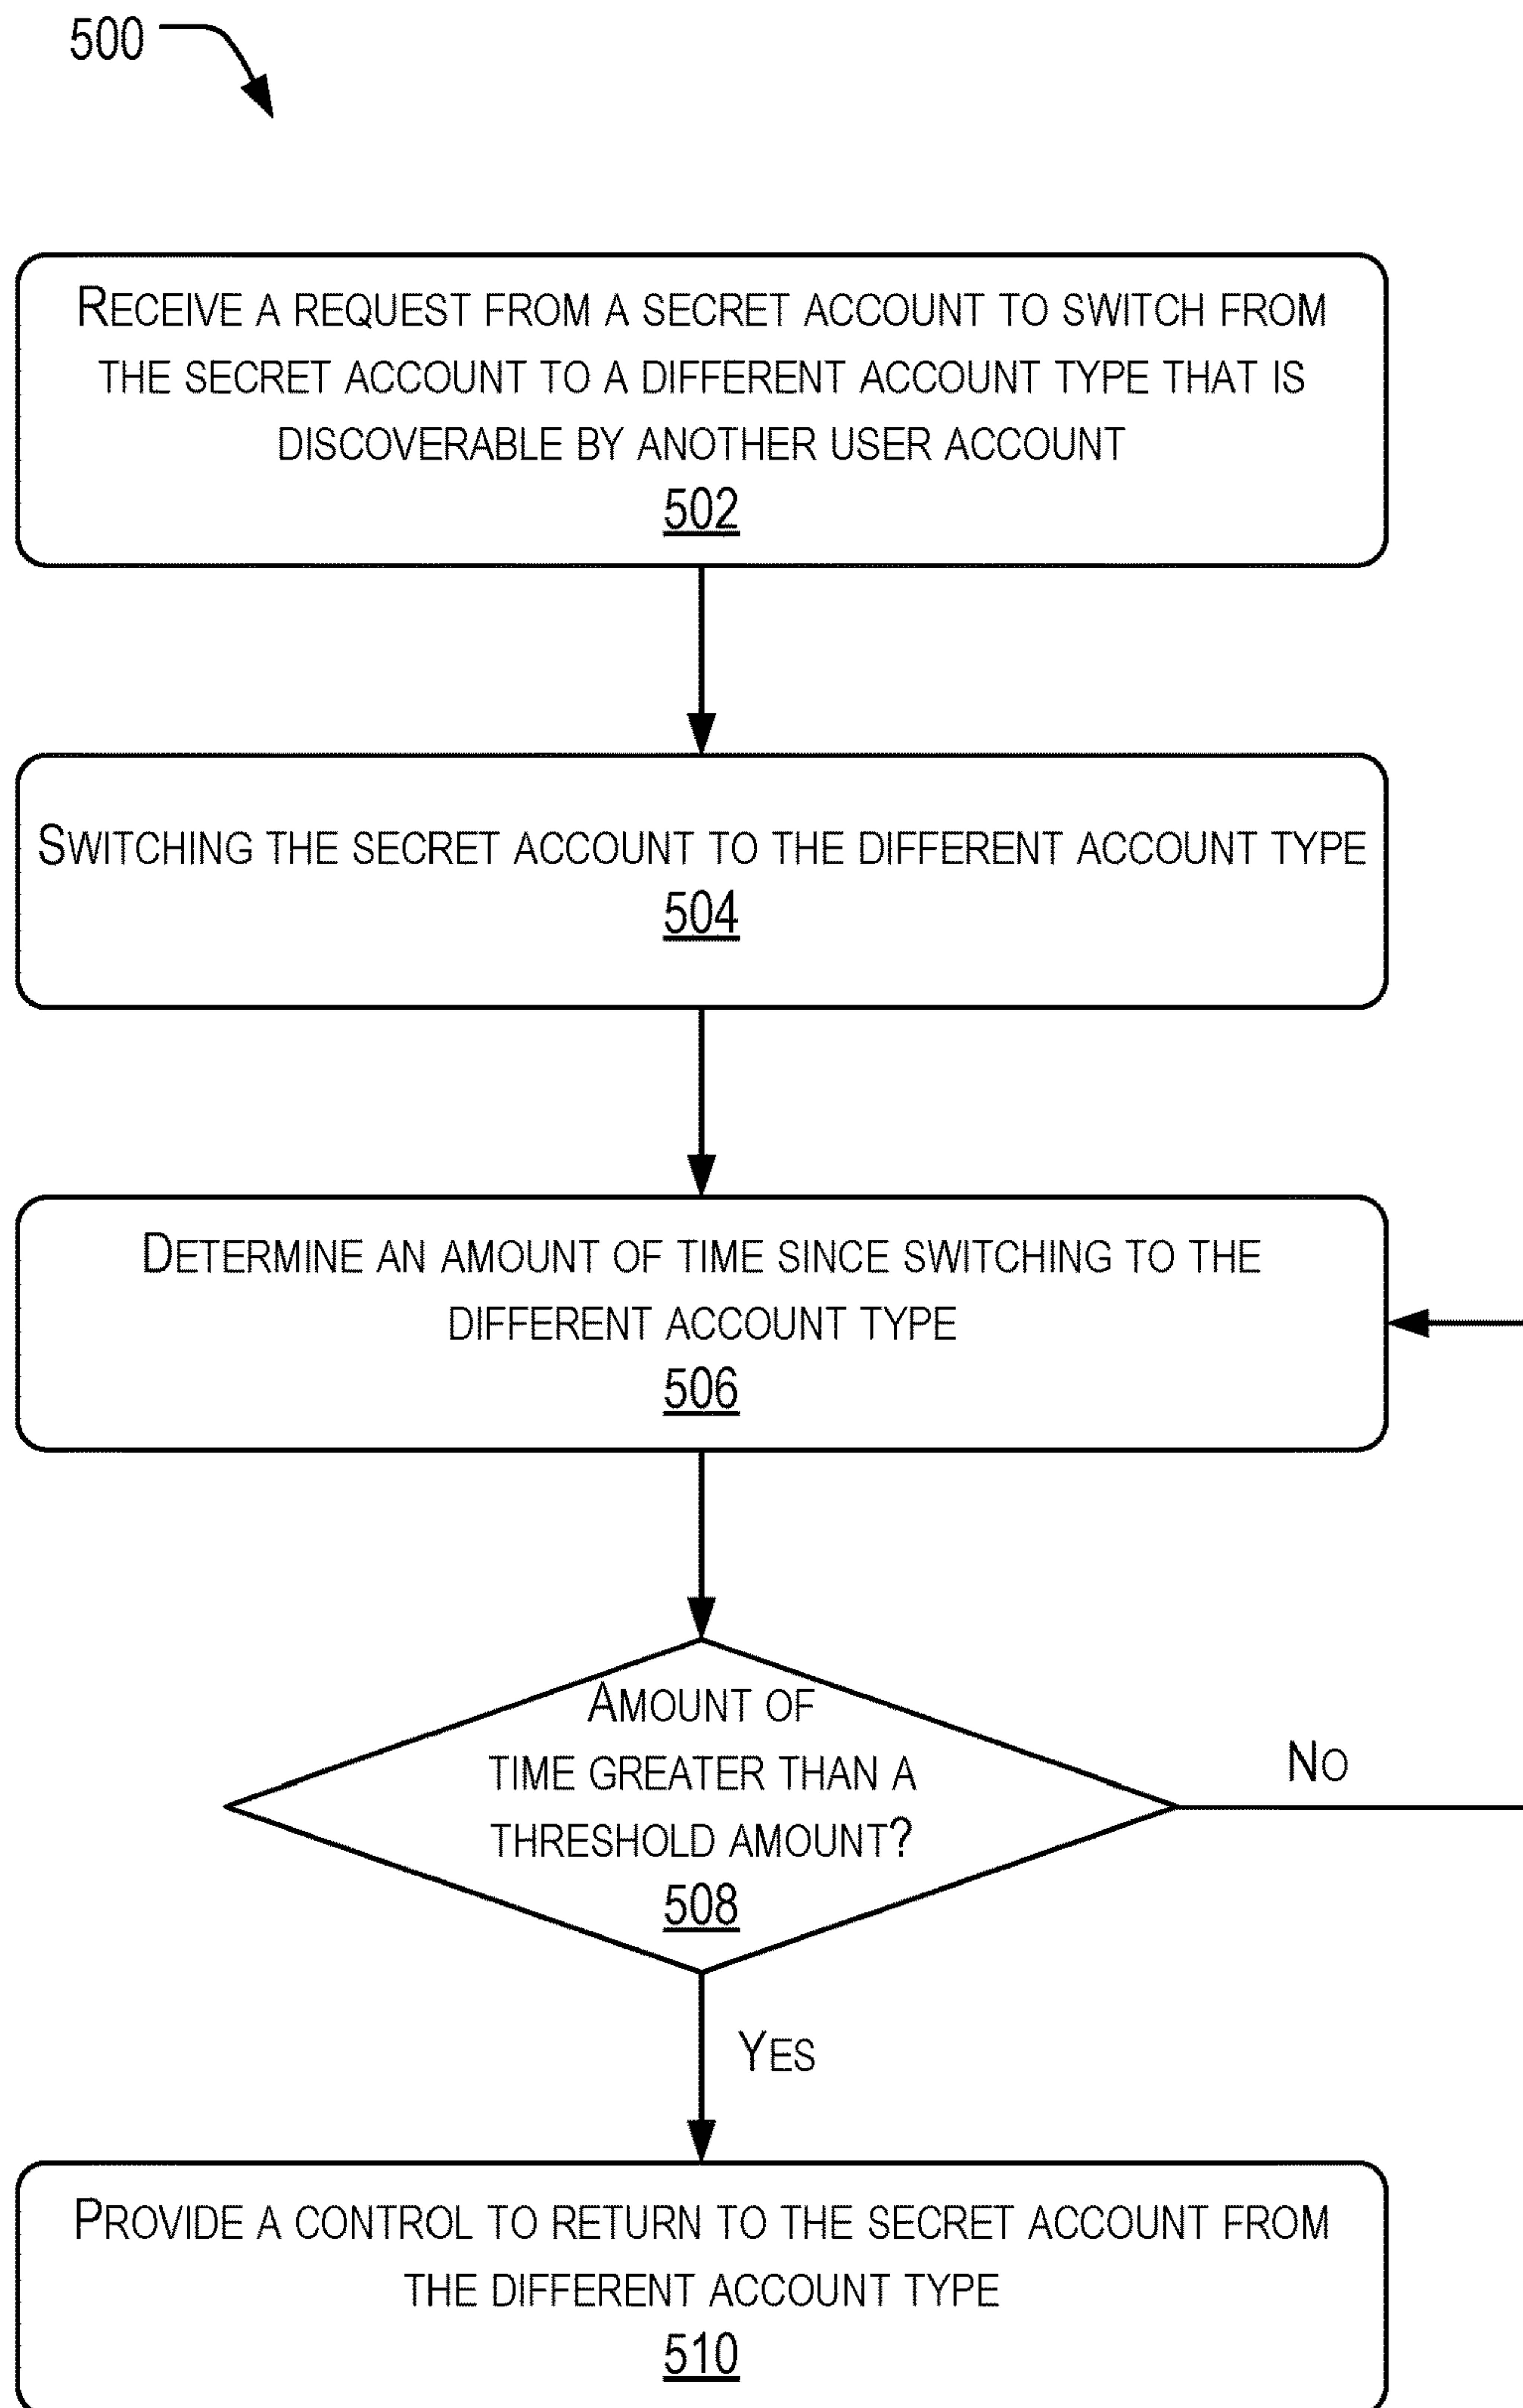 500
RECEIVE A REQUEST FROM A SECRET ACCOUNT TO SWITCH FROM
THE SECRET ACCOUNT TO A DIFFERENT ACCOUNT TYPE THAT IS
DISCOVERABLE BY ANOTHER USER ACCOUNT
502
SWITCHING THE SECRET ACCOUNT TO THE DIFFERENT ACCOUNT TYPE
504
DETERMINE AN AMOUNT OF TIME SINCE SWITCHING TO THE
DIFFERENT ACCOUNT TYPE
506
AMOUNT OF
TIME GREATER THAN A
THRESHOLD AMOUNT?
508
NO
YES
PROVIDE A CONTROL TO RETURN TO THE SECRET ACCOUNT FROM
THE DIFFERENT ACCOUNT TYPE
510